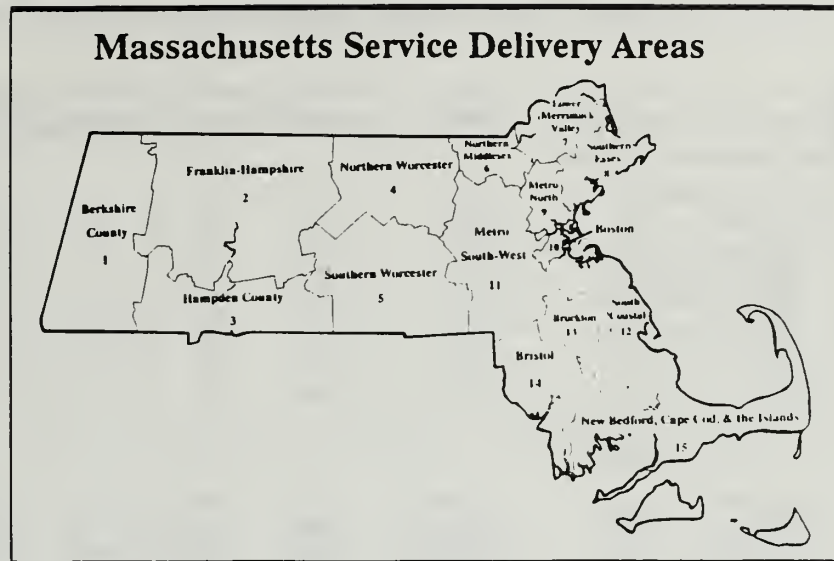 Massachusetts Service Delivery Areas
Lower
Merrimack
Valley
7
Northern
Middlesex
6
Southern
Essex
8
Franklin-Hampshire
2
Northern Worcester
4
Metro
North
9
Berkshire
County
1
Metro
South-West
11
10
Boston
Southern Worcester
5
Hampden County
3
Brockton
13
South
Coastal
12
Bristol
14
New Bedford, Cape Cod, & the Islands
15